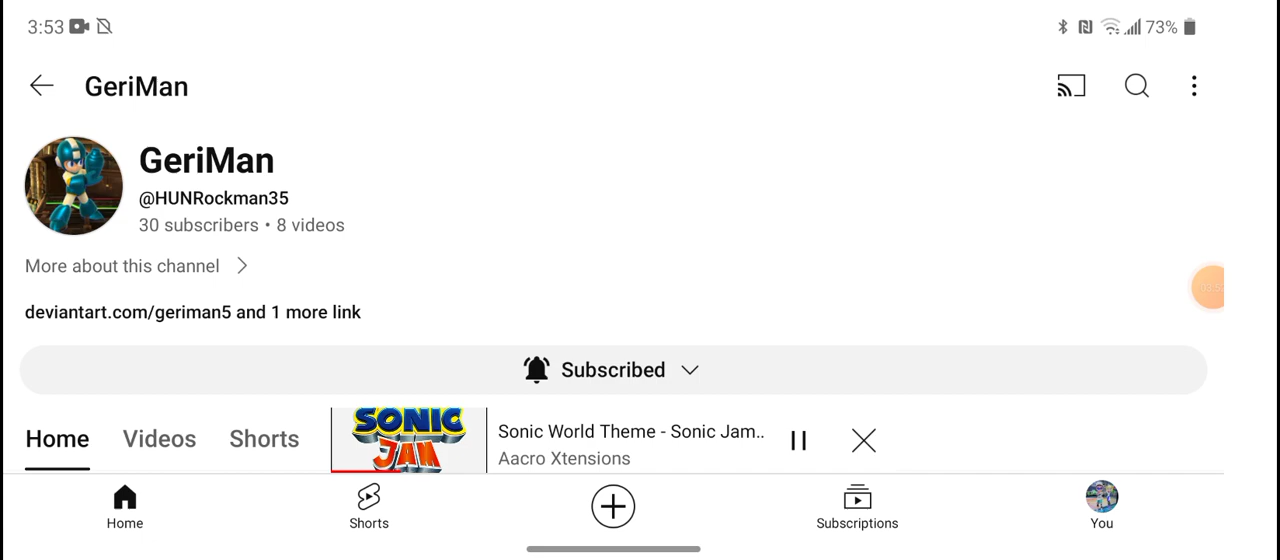 3:53
73%
GeriMan
GeriMan
@HUNRockman35
30 subscribers • 8 videos
More about this channel
deviantart.com/geriman5 and 1 more link
Subscribed
Home Videos Shorts
SONIC
JAM
Sonic World Theme - Sonic Jam..
Aacro Xtensions
Home
Shorts
Subscriptions
You